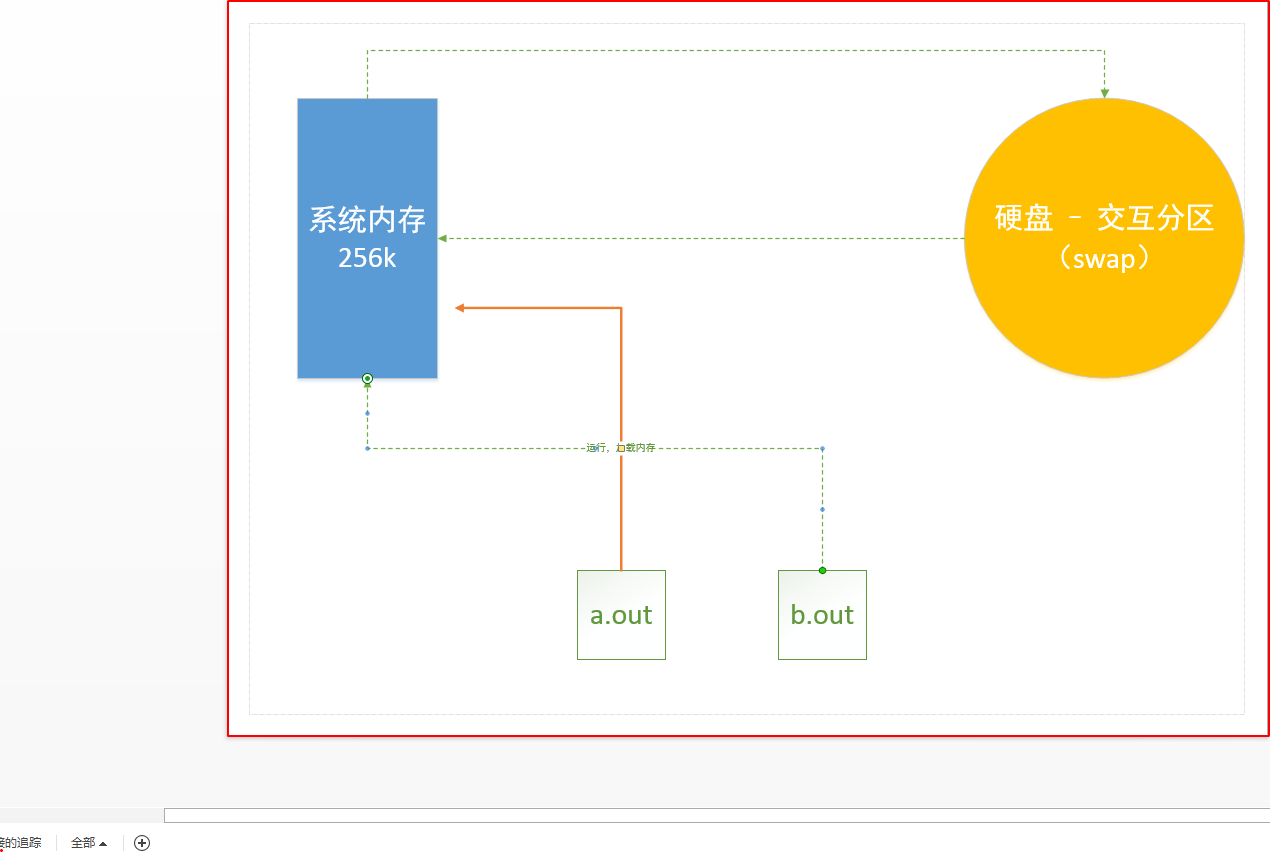 系统内存
256k
硬盘 - 交互分区
（swap）
运行，加载内存
a.out
b.out
接的追踪
全部